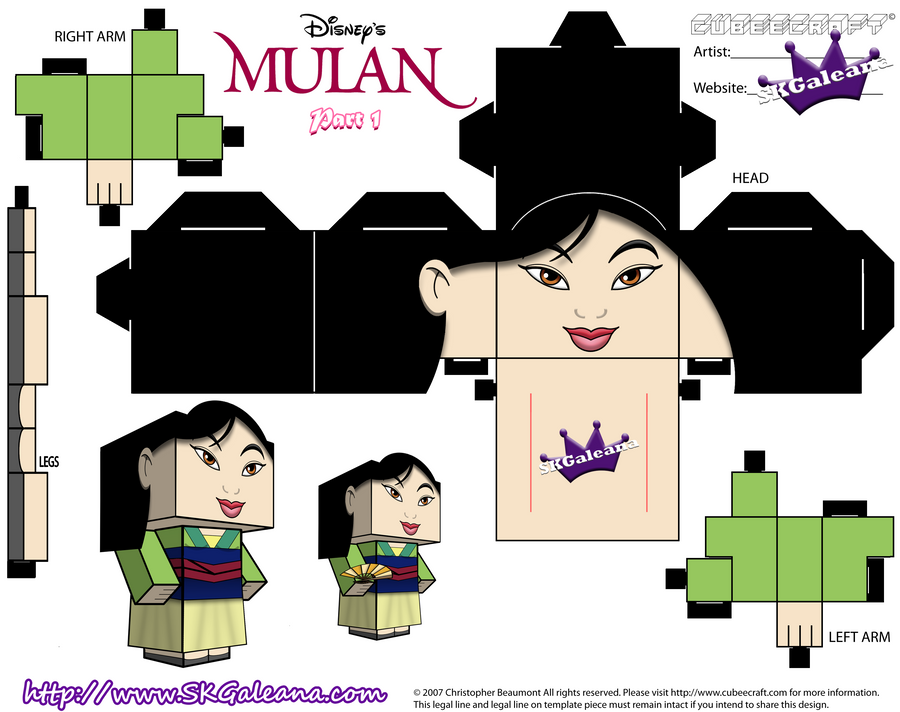 RIGHT ARM
Disney's
MULAN
Part 1
CUBEECRAFT ©
Artist:
Website:
SKGaleana
HEAD
LEGS
SKGaleana
LEFT ARM
http://www.SKGaleana.com
© 2007 Christopher Beaumont All rights reserved. Please visit http://www.cubeecraft.com for more information.
This legal line and legal line on template piece must remain intact if you intend to share this design.